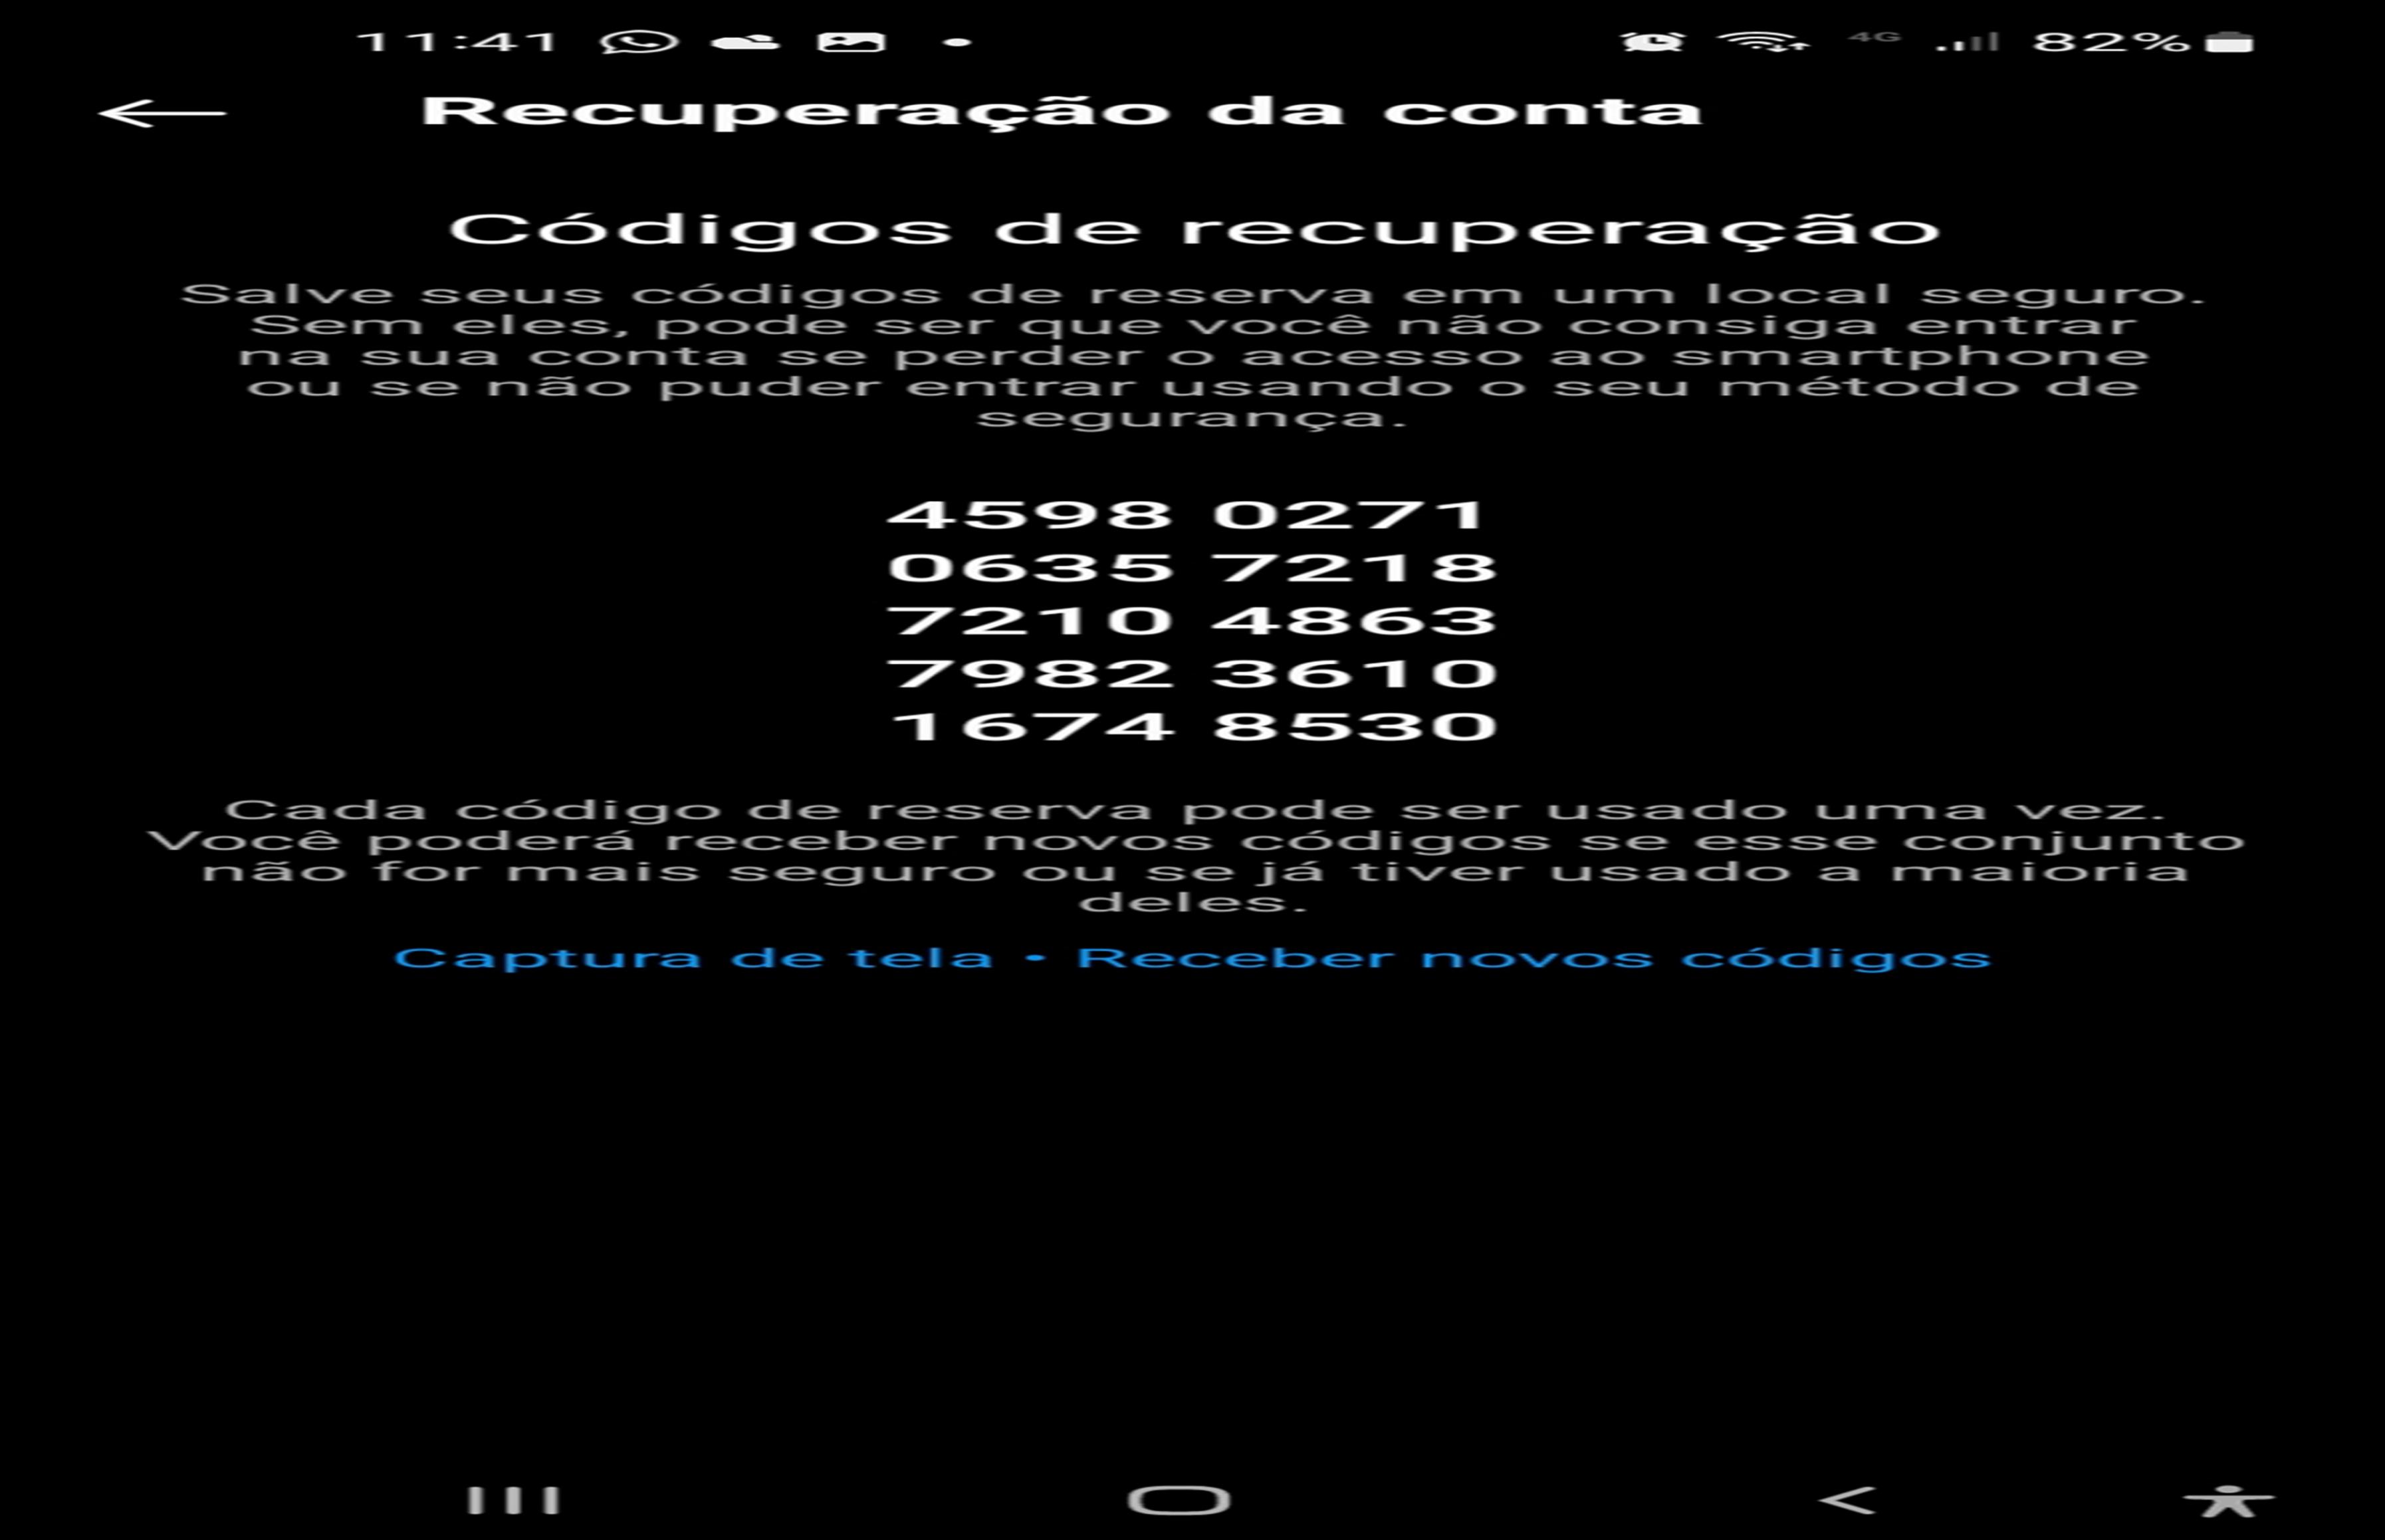 11:41 4G 82%
Recuperação da conta
Códigos de recuperação
Salve seus códigos de reserva em um local seguro.
Sem eles, pode ser que você não consiga entrar
na sua conta se perder o acesso ao smartphone
ou se não puder entrar usando o seu método de
segurança.
4598 0271
0635 7218
7210 4863
7982 3610
1674 8530
Cada código de reserva pode ser usado uma vez.
Você poderá receber novos códigos se esse conjunto
não for mais seguro ou se já tiver usado a maioria
deles.
Captura de tela • Receber novos códigos